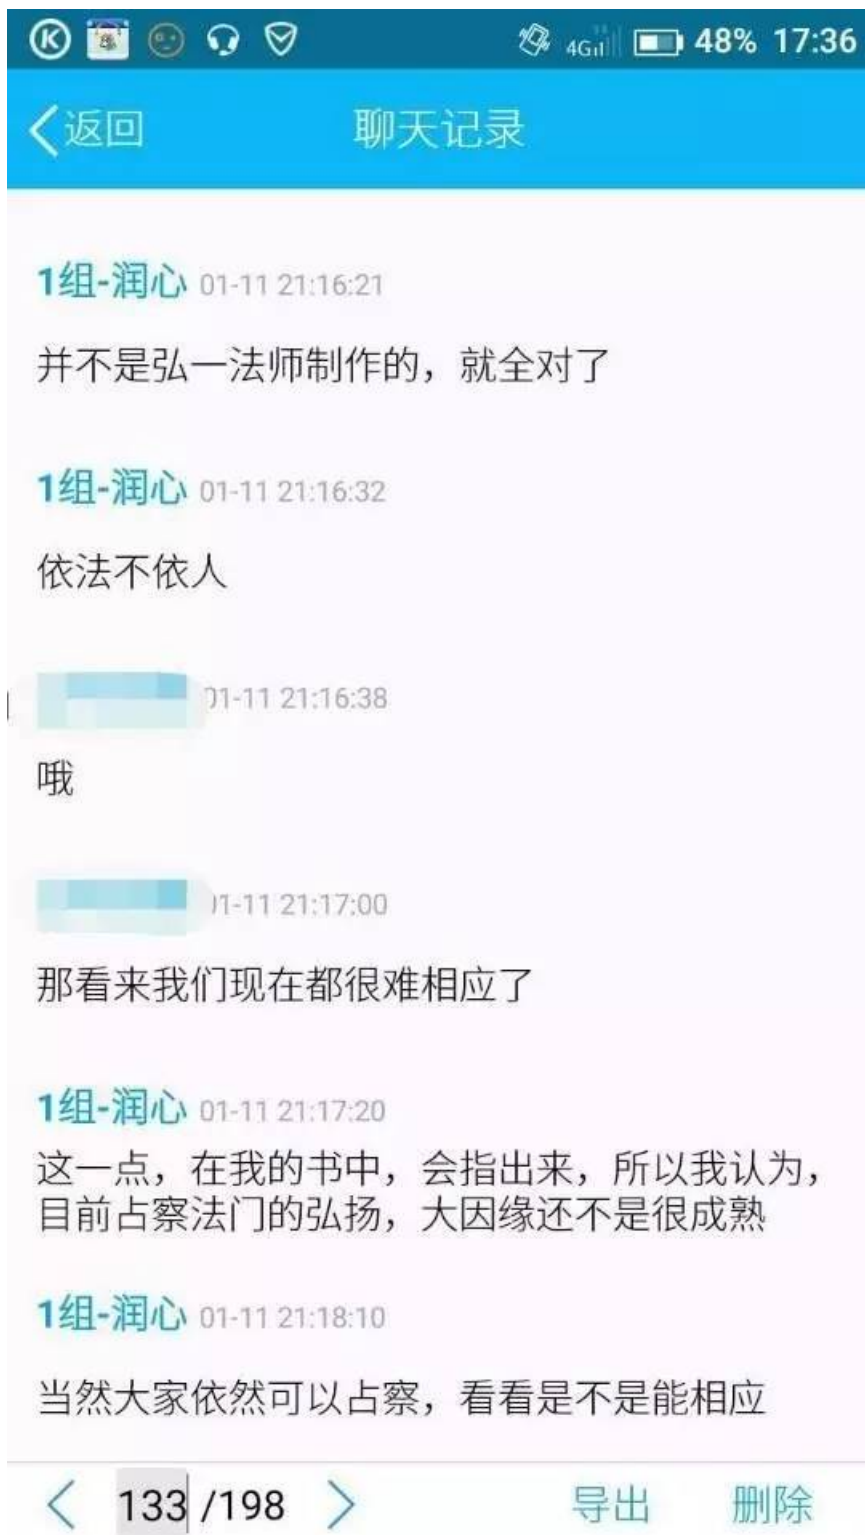 48% 17:36
返回 聊天记录
1组-润心 01-11 21:16:21
并不是弘一法师制作的，就全对了
1组-润心 01-11 21:16:32
依法不依人
01-11 21:16:38
哦
01-11 21:17:00
那看来我们现在都很难相应了
1组-润心 01-11 21:17:20
这一点，在我的书中，会指出来，所以我认为，
目前占察法门的弘扬，大因缘还不是很成熟
1组-润心 01-11 21:18:10
当然大家依然可以占察，看看是不是能相应
133 /198 导出 删除